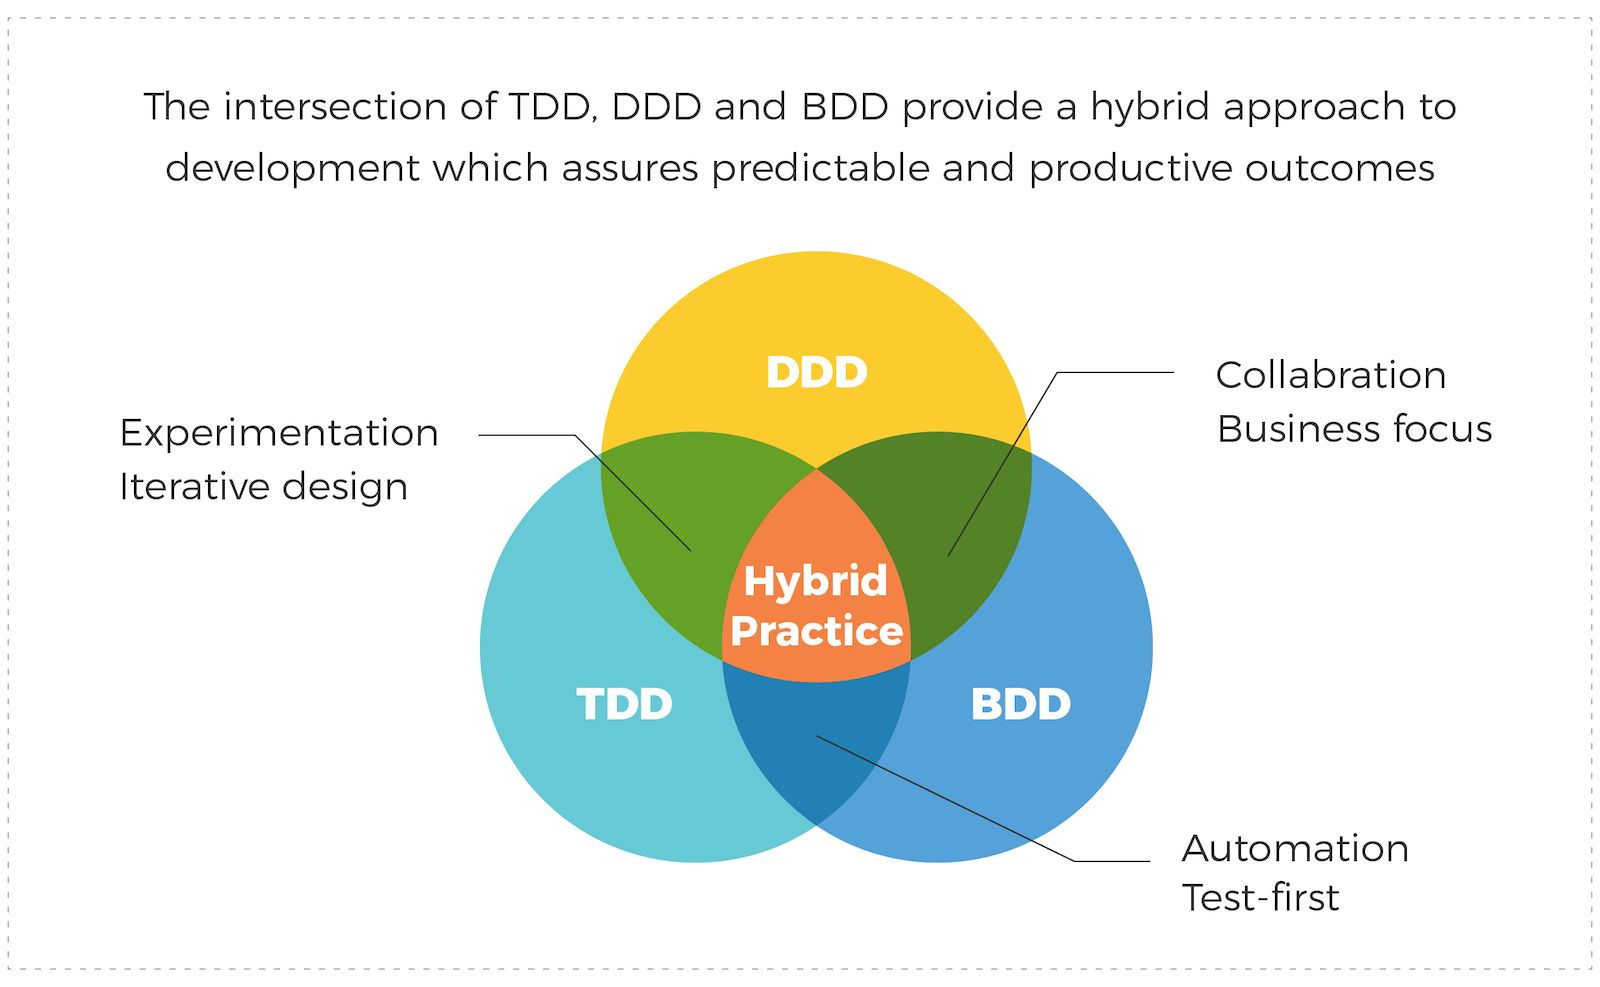 The intersection of TDD, DDD and BDD provide a hybrid approach to
development which assures predictable and productive outcomes
DDD
Collabration
Business focus
Experimentation
Iterative design
Hybrid
Practice
TDD
BDD
Automation
Test-first